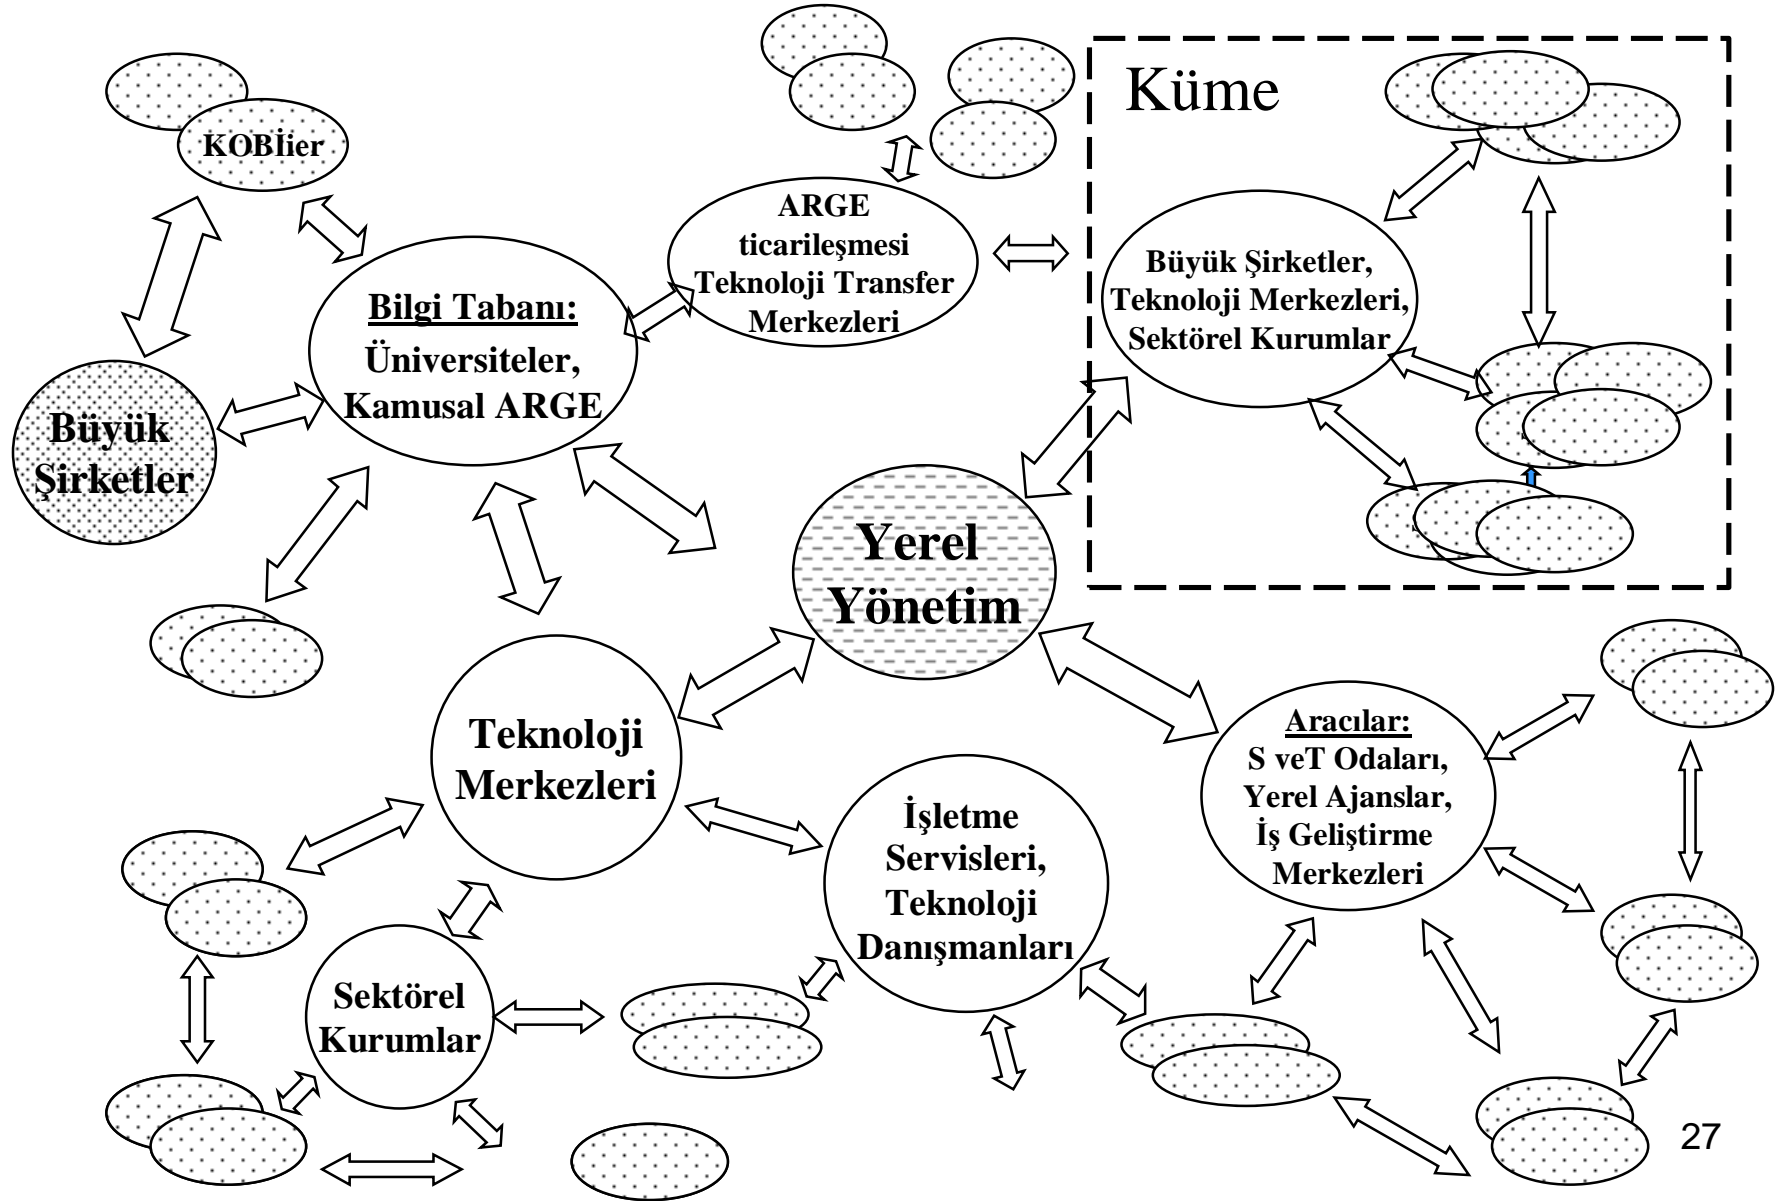 Küme
KOBİier
ARGE
ticarileşmesi
Teknoloji Transfer
Merkezleri
Büyük Şirketler,
Teknoloji Merkezleri,
Sektörel Kurumlar
Bilgi Tabanı:
Üniversiteler,
Kamusal ARGE
Büyük
Şirketler
Yerel
Yönetim
Teknoloji
Merkezleri
Aracılar:
S veT Odaları,
Yerel Ajanslar,
İş Geliştirme
Merkezleri
İşletme
Servisleri,
Teknoloji
Danışmanları
Sektörel
Kurumlar
27